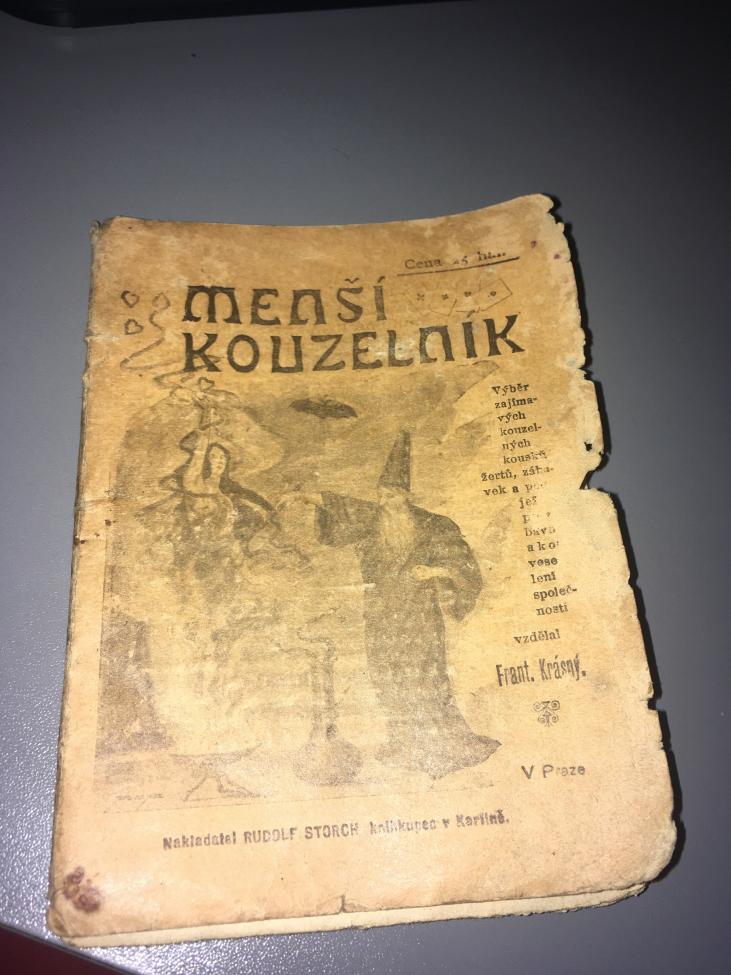 Cena
MENŠÍ
KOUZELNÍK
Výběr
zajíma-
vých
kouzel-
ných
kousků
žertů,
vek a
vese
lení
společ-
nosti
vzdělal
Frant. Krásný.
V Praze
Nakladatel RUDOLF STORCH knihkupec v Karlíně.